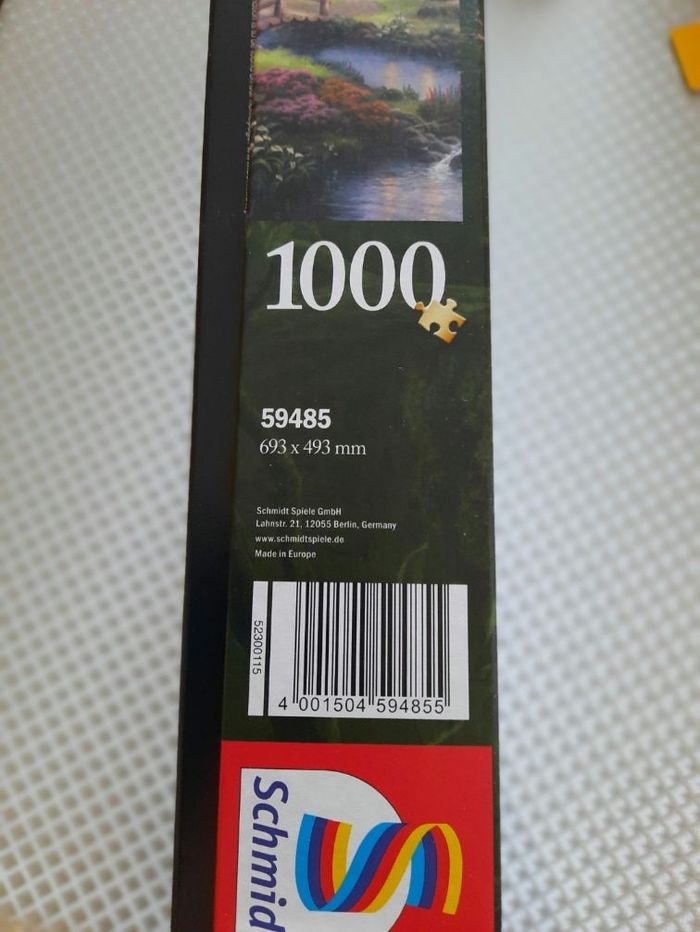 1000
59485
693 x 493 mm
Schmidt Spiele GmbH
Lahnstr. 21, 12055 Berlin, Germany
www.schmidtspiele.de
Made in Europe
52300115
4 001504 594855
Schmid